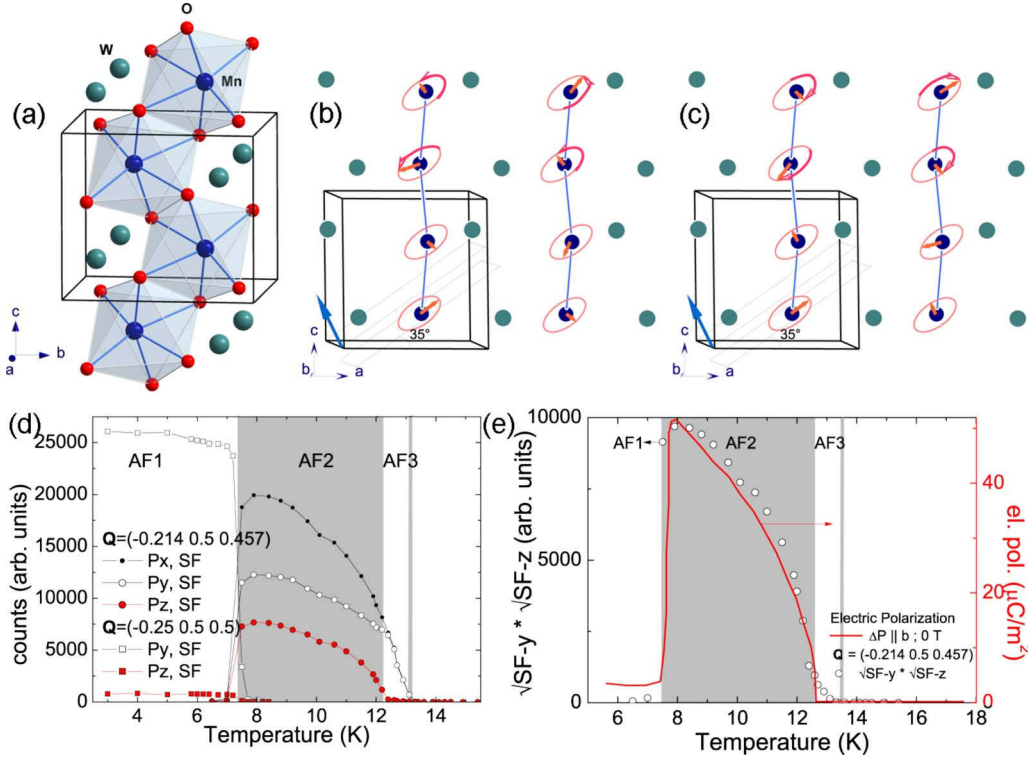 O
W
Mn
(a)
c
b
a
(b)
35°
c
b
a
(c)
35°
c
b
a
(d)
25000
20000
15000
10000
5000
0
counts (arb. units)
AF1
AF2
AF3
Q=(-0.214 0.5 0.457)
Px, SF
Py, SF
Pz, SF
Q=(-0.25 0.5 0.5)
Py, SF
Pz, SF
4 6 8 10 12 14
Temperature (K)
(e)
10000
5000
0
√SF-y * √SF-z (arb. units)
AF1
AF2
AF3
Electric Polarization
ΔP || b ; 0 T
Q = (-0.214 0.5 0.457)
√SF-y * √SF-z
40
20
0
el. pol. (μC/m²)
6 8 10 12 14 16 18
Temperature (K)